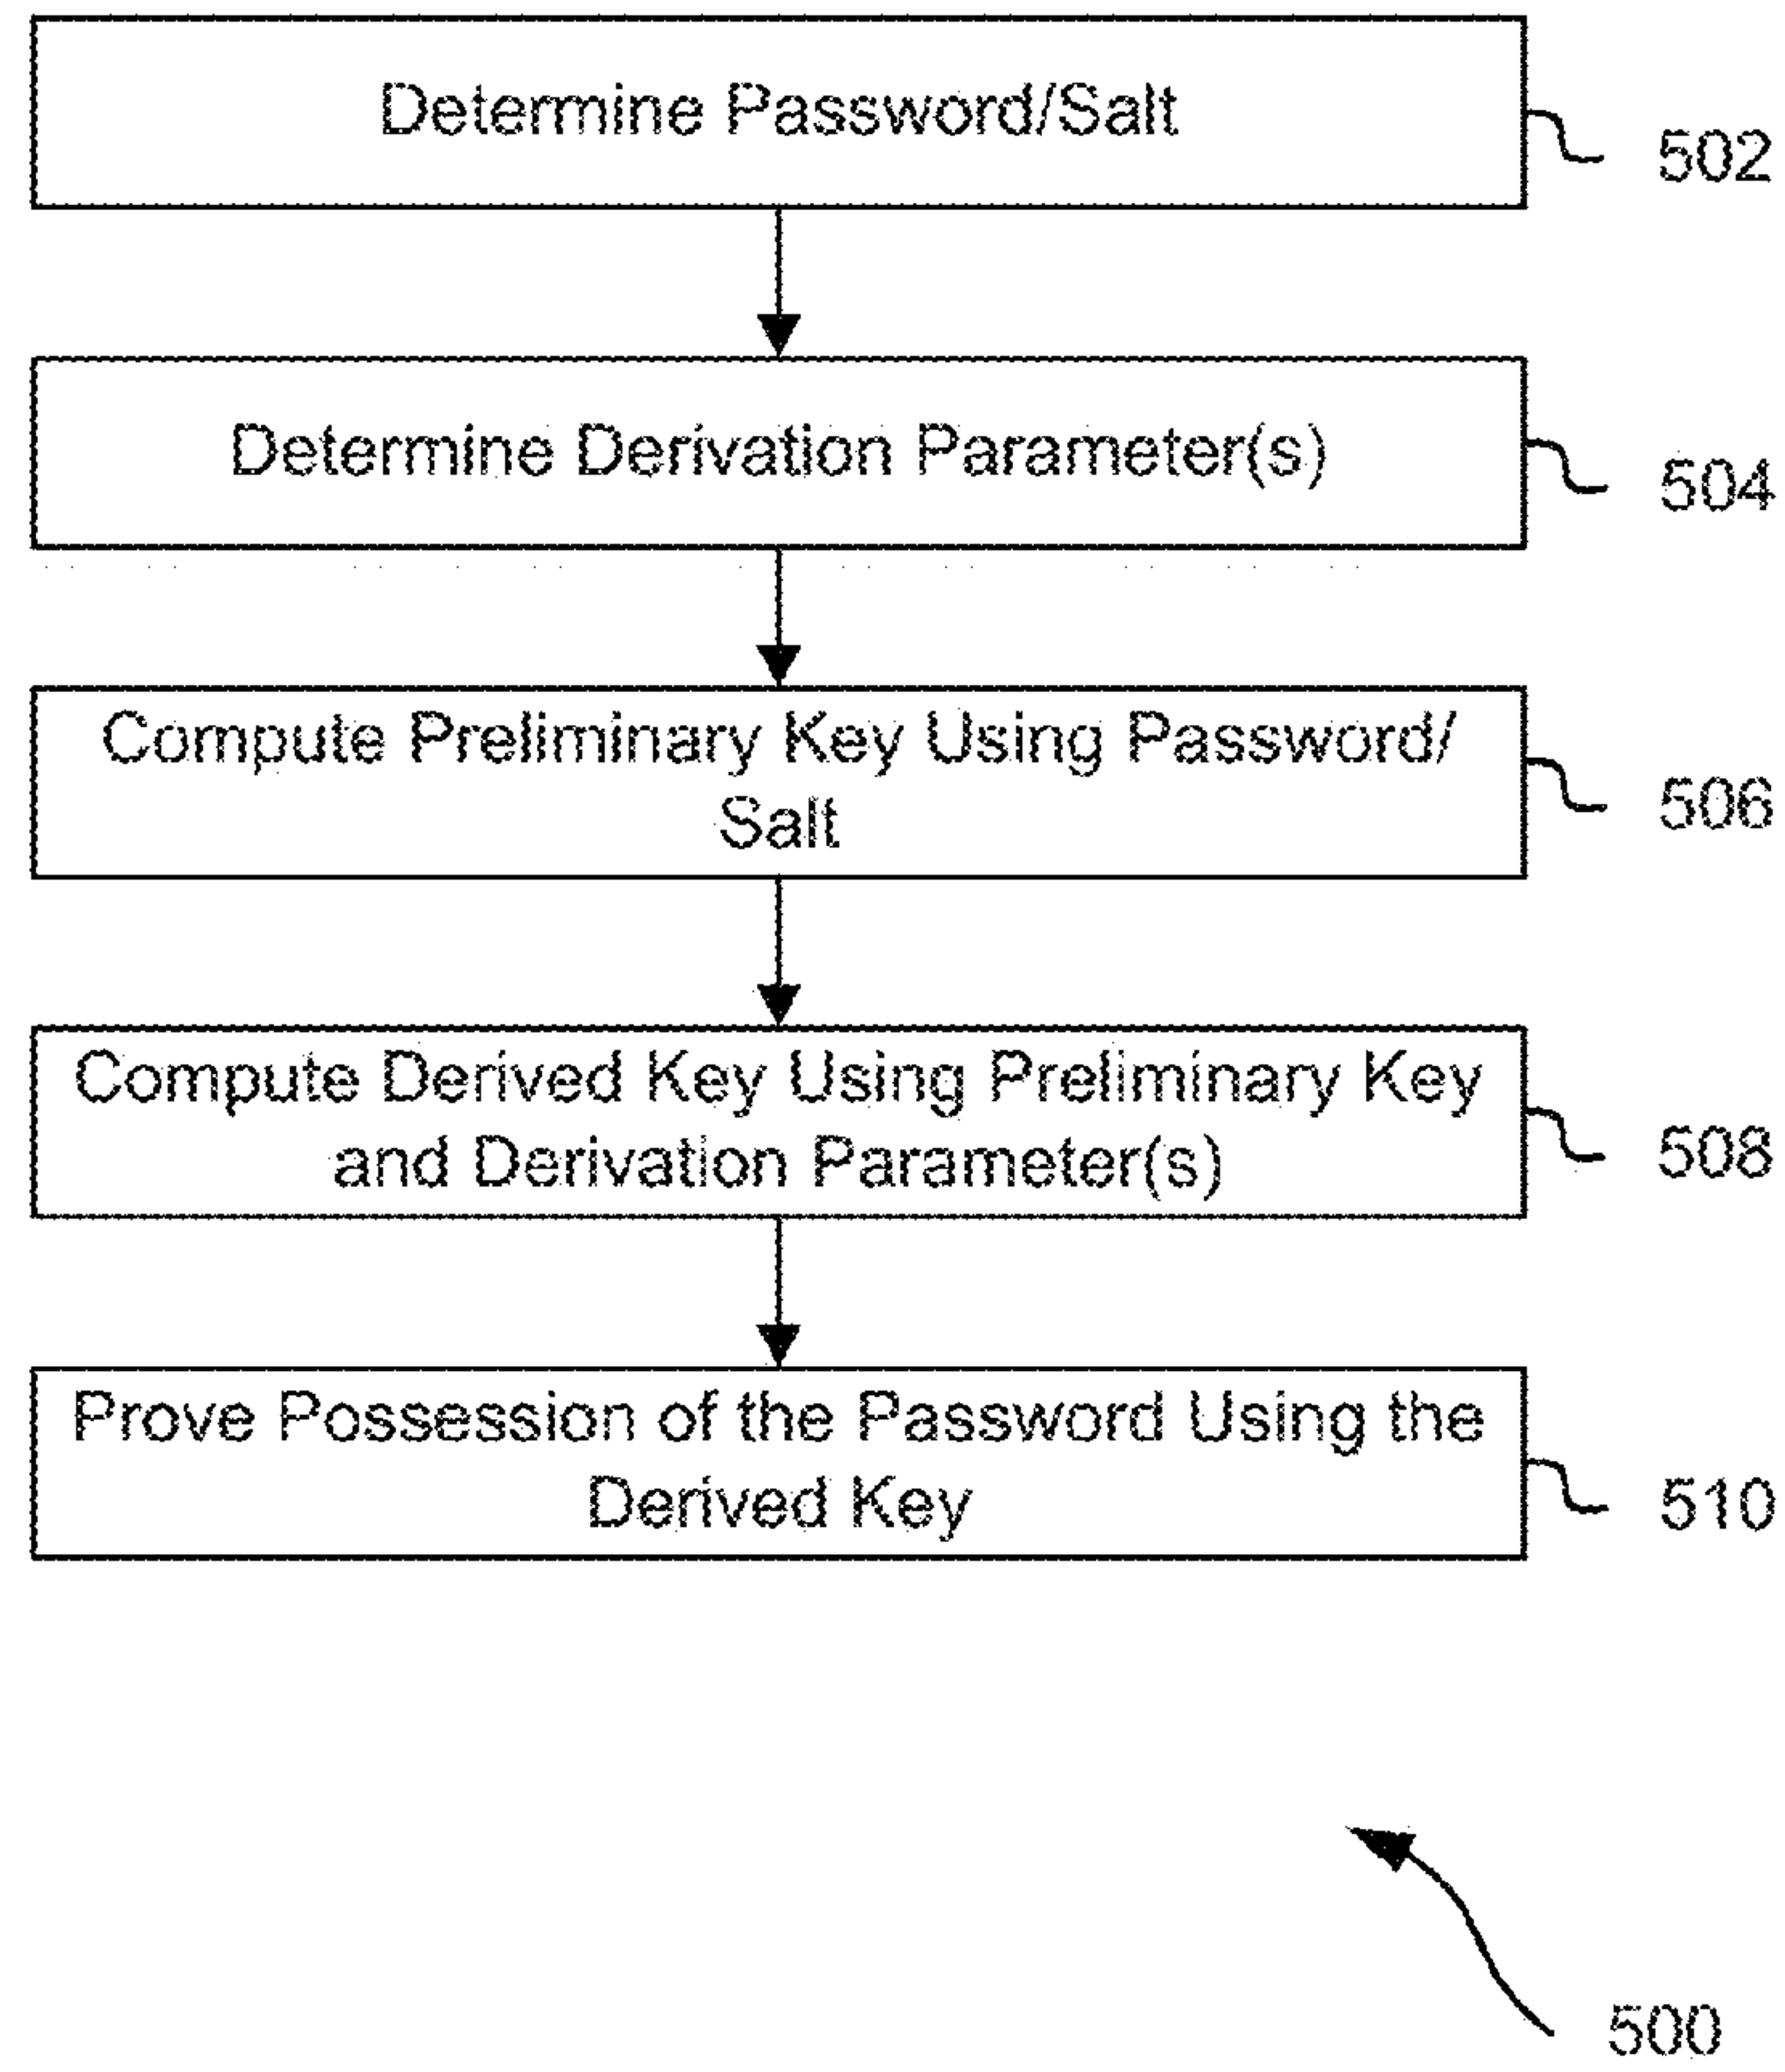 Determine Password/Salt
502
Determine Derivation Parameter(s)
504
Compute Preliminary Key Using Password/
Salt
506
Compute Derived Key Using Preliminary Key
and Derivation Parameter(s)
508
Prove Possession of the Password Using the
Derived Key
510
500